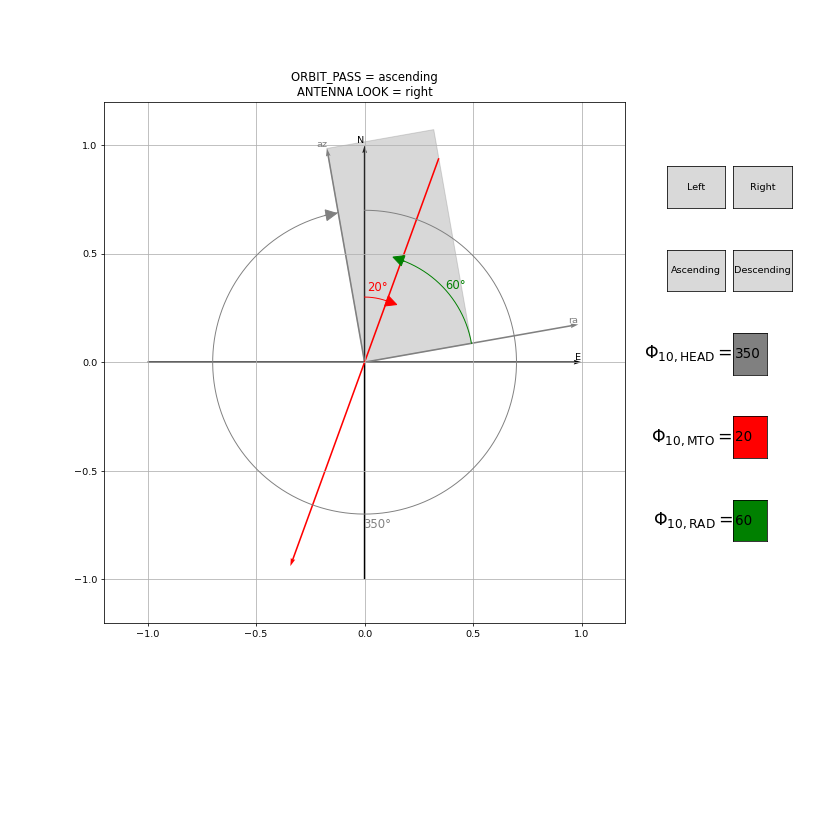 ORBIT_PASS = ascending
ANTENNA LOOK = right
az
N
1.0
Left
Right
0.5
20°
60°
Ascending
Descending
ra
E
0.0
Φ10,HEAD = 350
Φ10,MTO = 20
−0.5
350°
Φ10,RAD = 60
−1.0
−1.0
−0.5
0.0
0.5
1.0